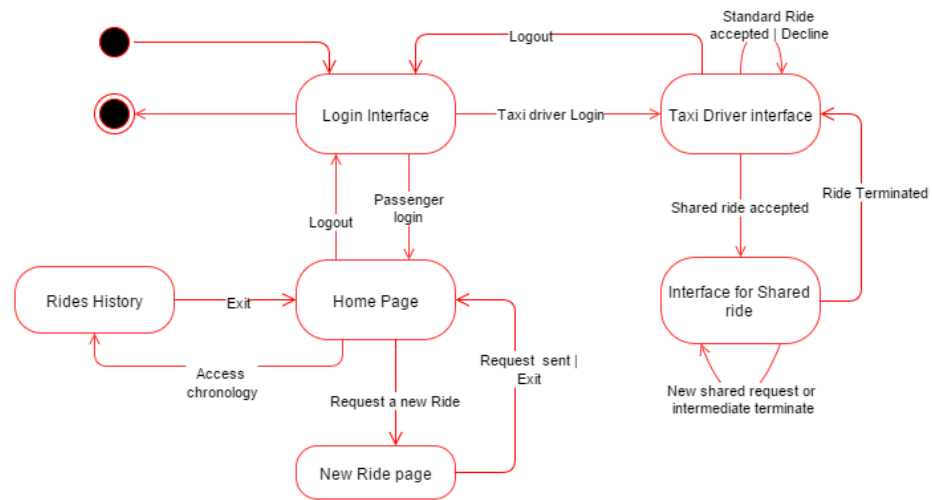 Standard Ride
accepted | Decline
Logout
Login Interface
Taxi driver Login
Taxi Driver interface
Passenger
login
Logout
Ride Terminated
Shared ride accepted
Rides History
Exit
Home Page
Interface for Shared
ride
Request sent |
Exit
Access
chronology
Request a new Ride
New shared request or
intermediate terminate
New Ride page